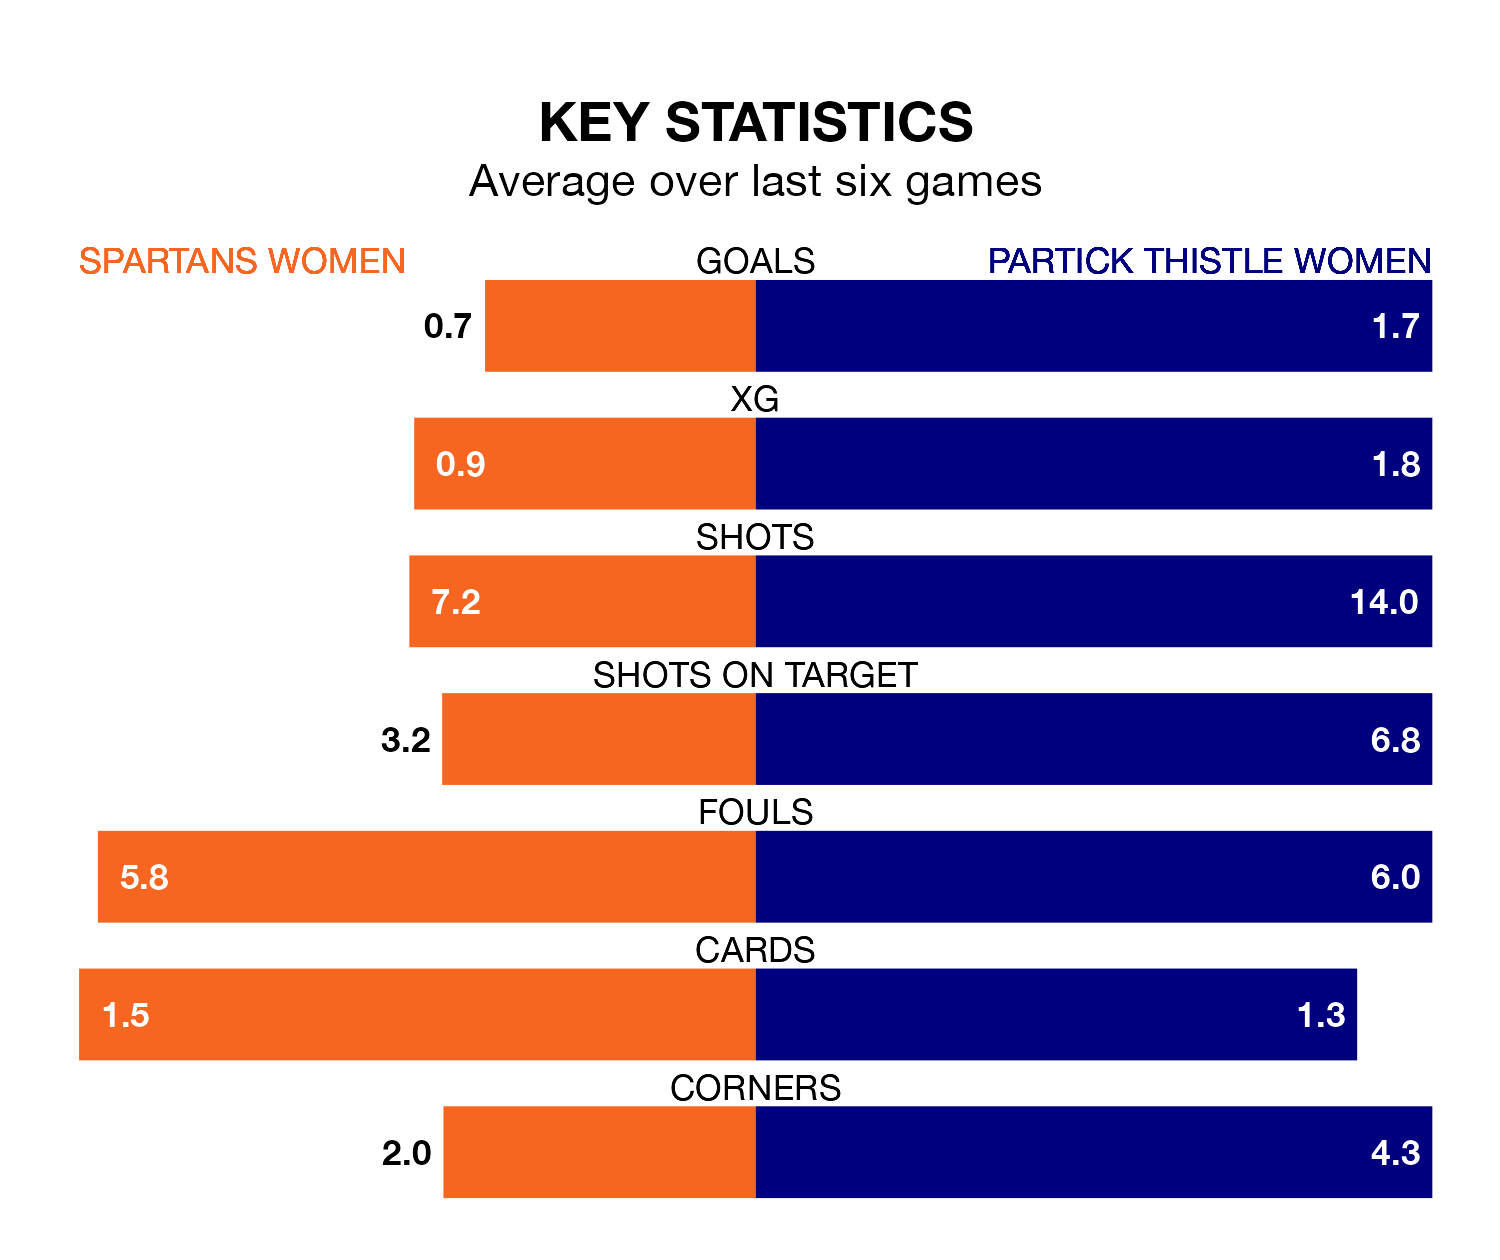 KEY STATISTICS
Average over last six games
SPARTANS WOMEN GOALS PARTICK THISTLE WOMEN
0.7 1.7
XG
0.9 1.8
SHOTS
7.2 14.0
SHOTS ON TARGET
3.2 6.8
FOULS
5.8 6.0
CARDS
1.5 1.3
CORNERS
2.0 4.3